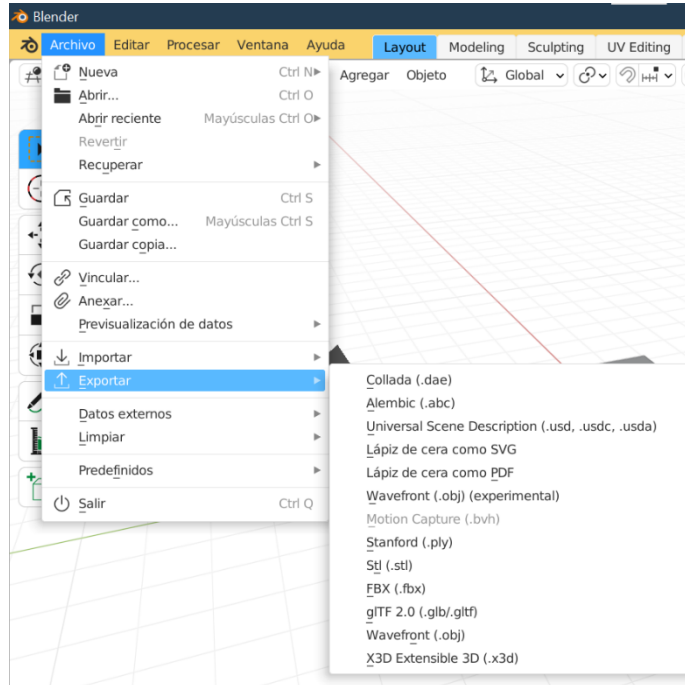 Blender
Archivo Editar Procesar Ventana Ayuda Layout Modeling Sculpting UV Editing
Nueva Ctrl N
Agregar Objeto Global
Abrir... Ctrl O
Abrir reciente Mayúsculas Ctrl O
Revertir
Recuperar
Guardar Ctrl S
Guardar como... Mayúsculas Ctrl S
Guardar copia...
Vincular...
Anexar...
Previsualización de datos
Importar
Exportar
Datos externos
Limpiar
Predefinidos
Salir Ctrl Q
Collada (.dae)
Alembic (.abc)
Universal Scene Description (.usd, .usdc, .usda)
Lápiz de cera como SVG
Lápiz de cera como PDF
Wavefront (.obj) (experimental)
Motion Capture (.bvh)
Stanford (.ply)
Stl (.stl)
FBX (.fbx)
glTF 2.0 (.glb/.gltf)
Wavefront (.obj)
X3D Extensible 3D (.x3d)